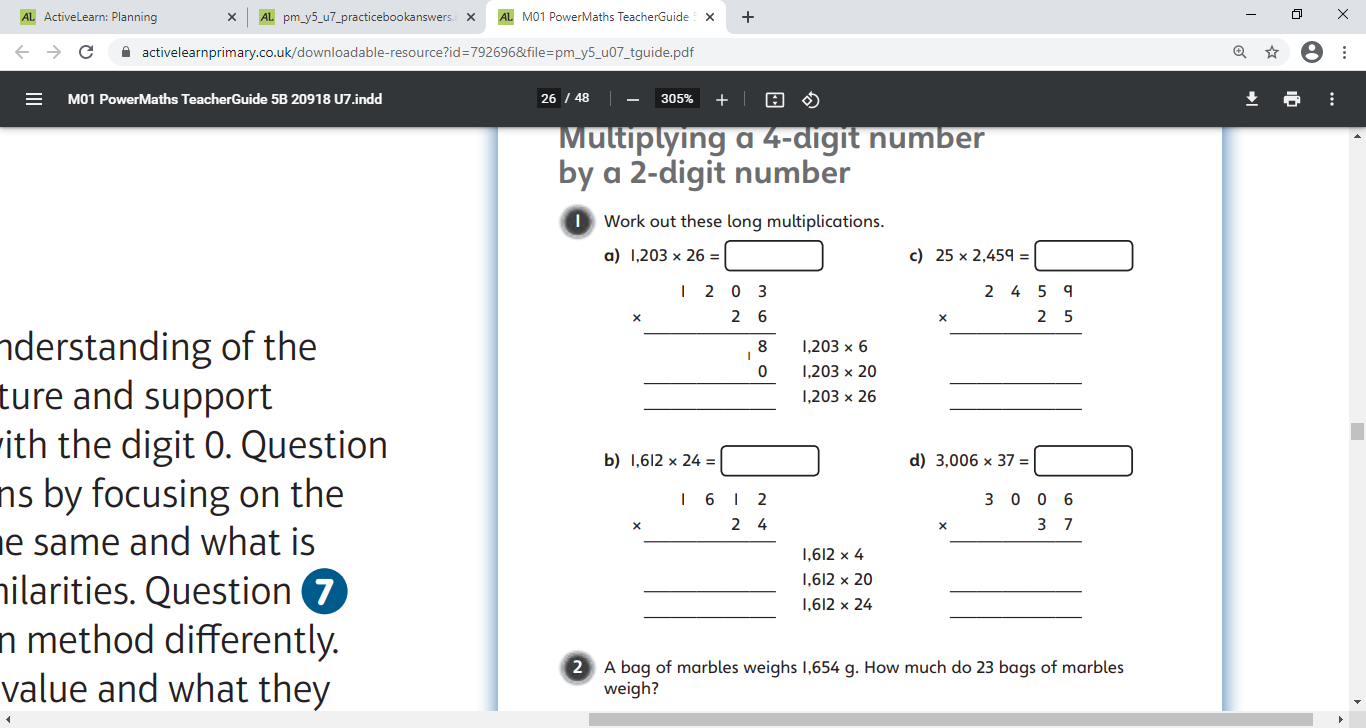 ActiveLearn: Planning
pm_y5_u7_practicebookanswers.
M01 PowerMaths TeacherGuide 5
activelearnprimary.co.uk/downloadable-resource?id=792696&file=pm_y5_u07_tguide.pdf
M01 PowerMaths TeacherGuide 5B 20918 U7.indd
26 / 48
305%
nderstanding of the
ture and support
with the digit 0. Question
ns by focusing on the
e same and what is
milarities. Question 7
n method differently.
value and what they
Multiplying a 4-digit number
by a 2-digit number
1 Work out these long multiplications.
a) 1,203 × 26 =
1 2 0 3
× 2 6
8 1,203 × 6
1
0 1,203 × 20
1,203 × 26
c) 25 × 2,459 =
2 4 5 9
× 2 5
b) 1,612 × 24 =
1 6 1 2
× 2 4
1,612 × 4
1,612 × 20
1,612 × 24
d) 3,006 × 37 =
3 0 0 6
× 3 7
2 A bag of marbles weighs 1,654 g. How much do 23 bags of marbles
weigh?